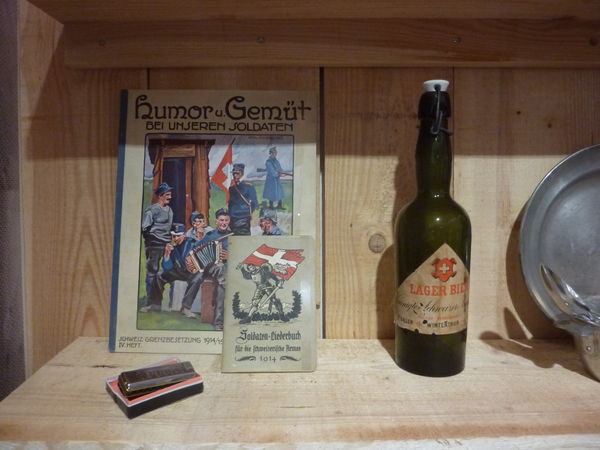 Humor u. Gemüt
BEI UNSEREN SOLDATEN
SCHWEIZ. GRENZBESETZUNG 1914/
IV. HEFT.
Soldaten-Liederbuch
für die schweizerische Armee
1914
LAGER BIER
WINTERTHUR